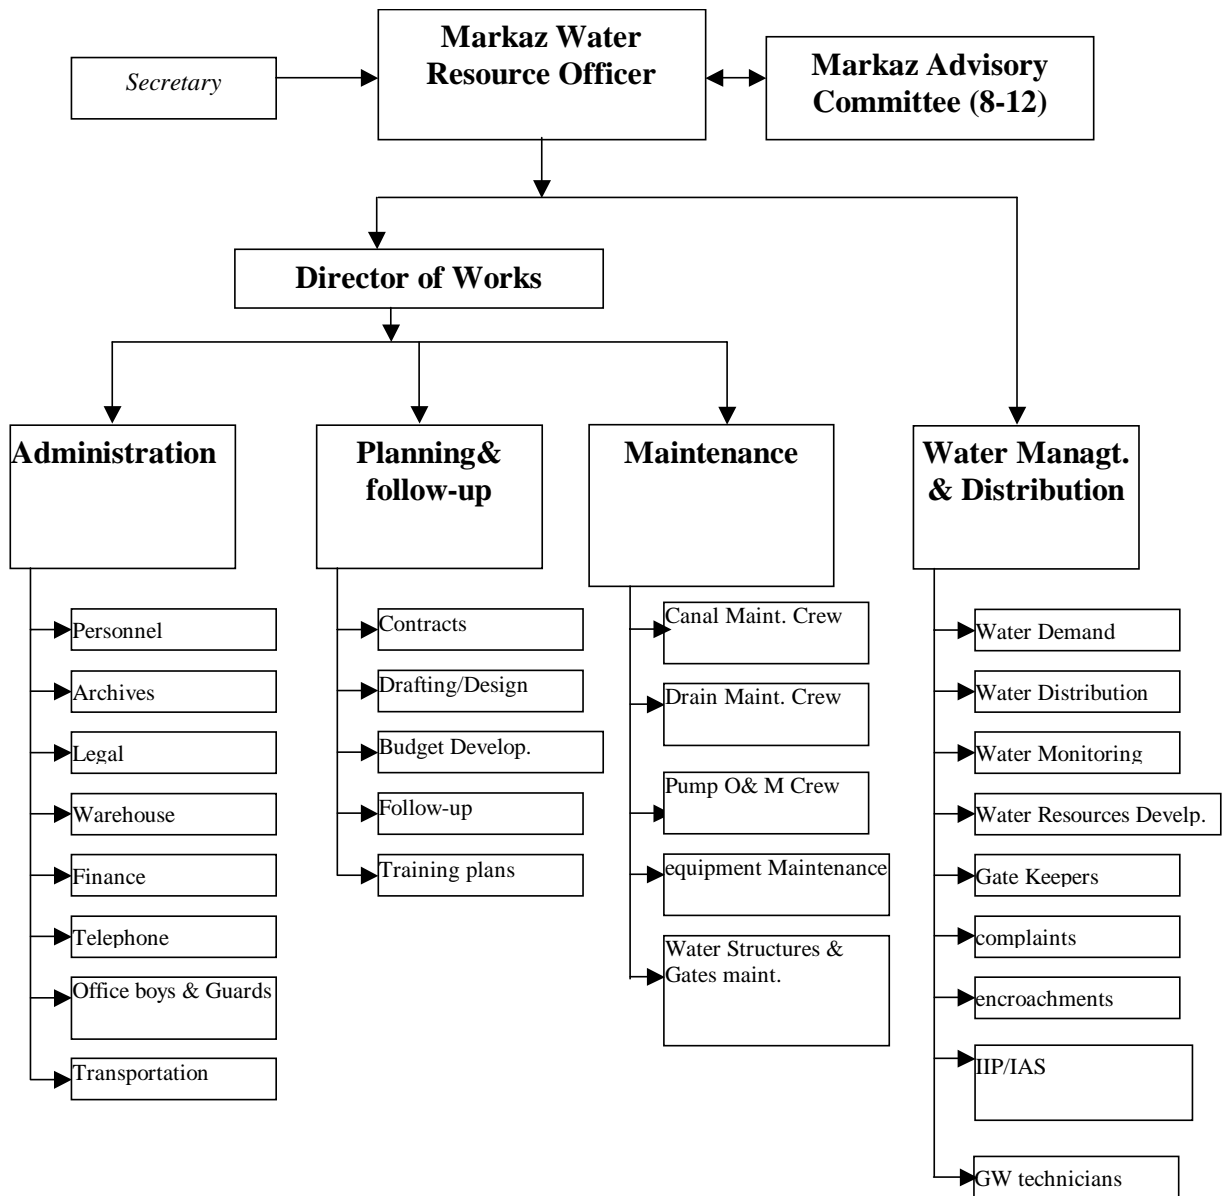 Secretary
Markaz Water
Resource Officer
Markaz Advisory
Committee (8-12)
Director of Works
Administration
Planning&
follow-up
Maintenance
Water Managt.
& Distribution
Personnel
Archives
Legal
Warehouse
Finance
Telephone
Office boys & Guards
Transportation
Contracts
Drafting/Design
Budget Develop.
Follow-up
Training plans
Canal Maint. Crew
Drain Maint. Crew
Pump O& M Crew
equipment Maintenance
Water Structures &
Gates maint.
Water Demand
Water Distribution
Water Monitoring
Water Resources Develp.
Gate Keepers
complaints
encroachments
IIP/IAS
GW technicians